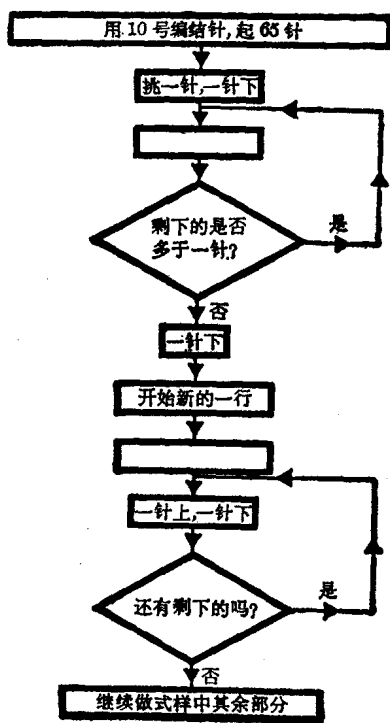 用10号编结针,起65针
挑一针,一针下
剩下的是否
多于一针?
是
否
一针下
开始新的一行
一针上,一针下
还有剩下的吗?
是
否
继续做式样中其余部分